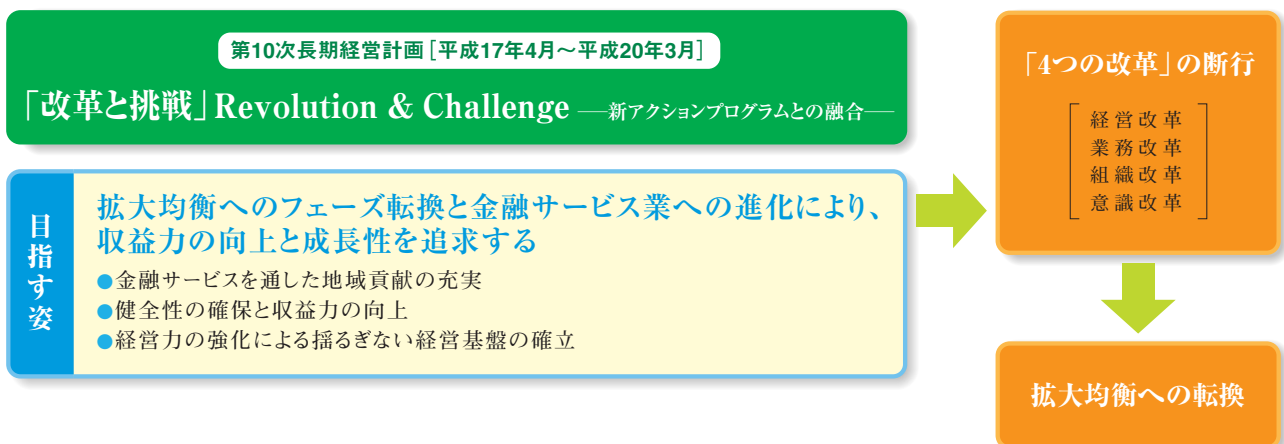 第10次長期経営計画[平成17年4月～平成20年3月]
「改革と挑戦」Revolution & Challenge ──新アクションプログラムとの融合──
目指す姿
拡大均衡へのフェーズ転換と金融サービス業への進化により、
収益力の向上と成長性を追求する
●金融サービスを通した地域貢献の充実
●健全性の確保と収益力の向上
●経営力の強化による揺るぎない経営基盤の確立
「4つの改革」の断行
経営改革
業務改革
組織改革
意識改革
拡大均衡への転換